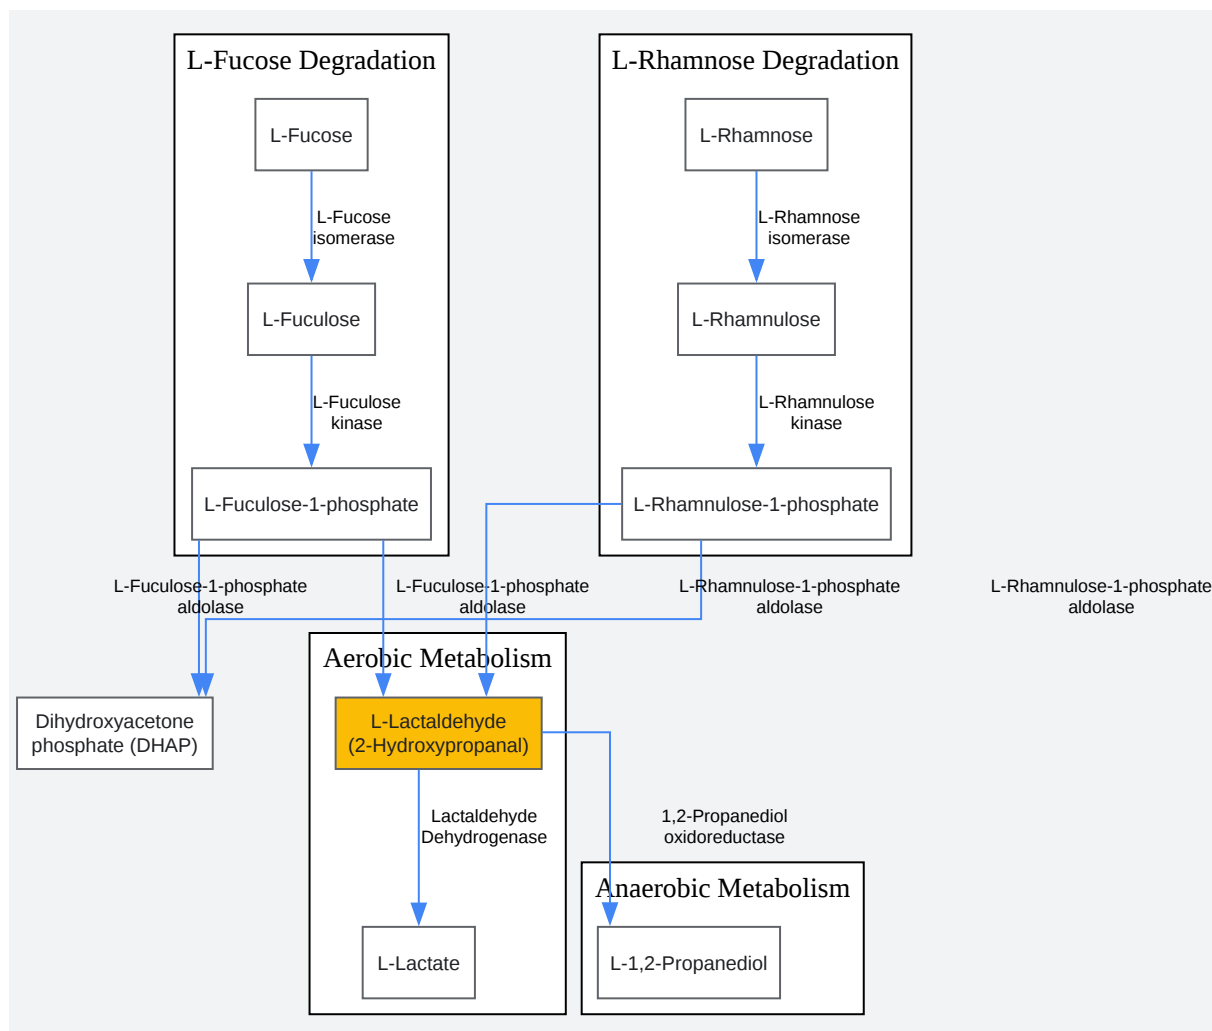 L-Fucose Degradation
L-Rhamnose Degradation
L-Fucose
L-Rhamnose
L-Fucose
isomerase
L-Rhamnose
isomerase
L-Fuculose
L-Rhamnulose
L-Fuculose
kinase
L-Rhamnulose
kinase
L-Fuculose-1-phosphate
L-Rhamnulose-1-phosphate
L-Fuculose-1-phosphate
aldolase
L-Fuculose-1-phosphate
aldolase
L-Rhamnulose-1-phosphate
aldolase
L-Rhamnulose-1-phosphate
aldolase
Aerobic Metabolism
Dihydroxyacetone
phosphate (DHAP)
L-Lactaldehyde
(2-Hydroxypropanal)
Lactaldehyde
Dehydrogenase
1,2-Propanediol
oxidoreductase
Anaerobic Metabolism
L-Lactate
L-1,2-Propanediol